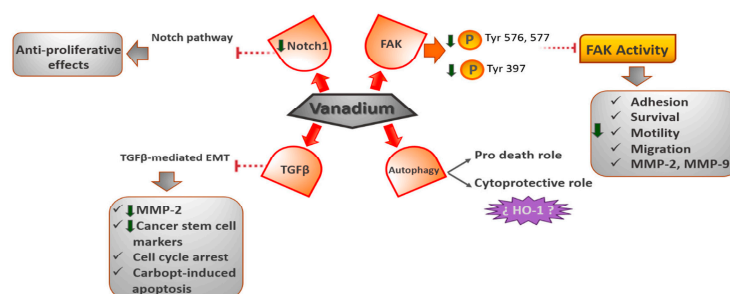 Notch pathway
Anti-proliferative
effects
Notch1
FAK
P Tyr 576, 577
P Tyr 397
FAK Activity
Vanadium
✓ Adhesion
✓ Survival
✓ Motility
✓ Migration
✓ MMP-2, MMP-9
TGFβ-mediated EMT
TGFβ
Autophagy
Pro death role
Cytoprotective role
¿ HO-1 ?
✓ MMP-2
✓ Cancer stem cell
markers
✓ Cell cycle arrest
✓ Carbopt-induced
apoptosis